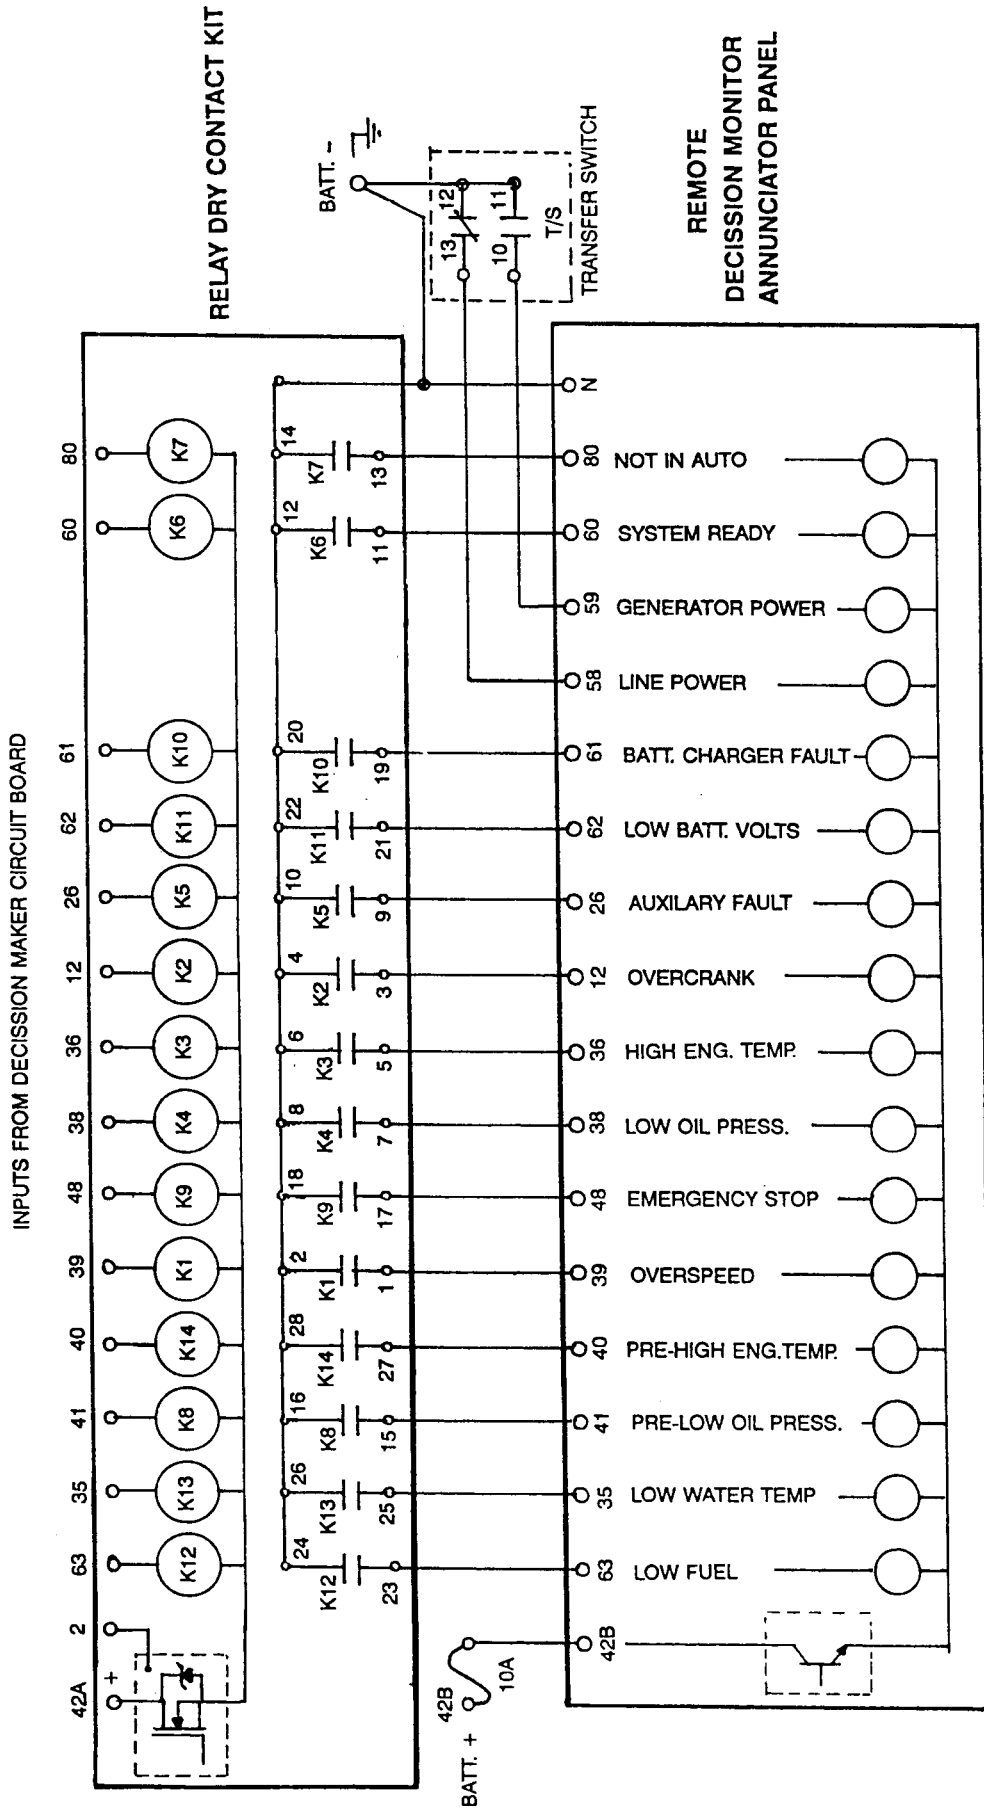 INPUTS FROM DECISSION MAKER CIRCUIT BOARD
42A + 2 63 35 41 40 39 48 38 36 12 26 62 61 60 80
K12 K13 K8 K14 K1 K9 K4 K3 K2 K5 K11 K10 K6 K7
RELAY DRY CONTACT KIT
24 26 16 28 2 18 8 6 4 10 22 20 12 14
K12 K13 K8 K14 K1 K9 K4 K3 K2 K5 K11 K10 K6 K7
23 25 15 27 1 17 7 5 3 9 21 19 11 13
BATT. -
13 12
10 11
T/S
TRANSFER SWITCH
BATT. + 42B
10A
42B 63 35 41 40 39 48 38 36 12 26 62 61 58 59 60 80 N
REMOTE
DECISSION MONITOR
ANNUNCIATOR PANEL
NOT IN AUTO
SYSTEM READY
GENERATOR POWER
LINE POWER
BATT. CHARGER FAULT
LOW BATT. VOLTS
AUXILARY FAULT
OVERCRANK
HIGH ENG. TEMP.
LOW OIL PRESS.
EMERGENCY STOP
OVERSPEED
PRE-HIGH ENG.TEMP.
PRE-LOW OIL PRESS.
LOW WATER TEMP
LOW FUEL